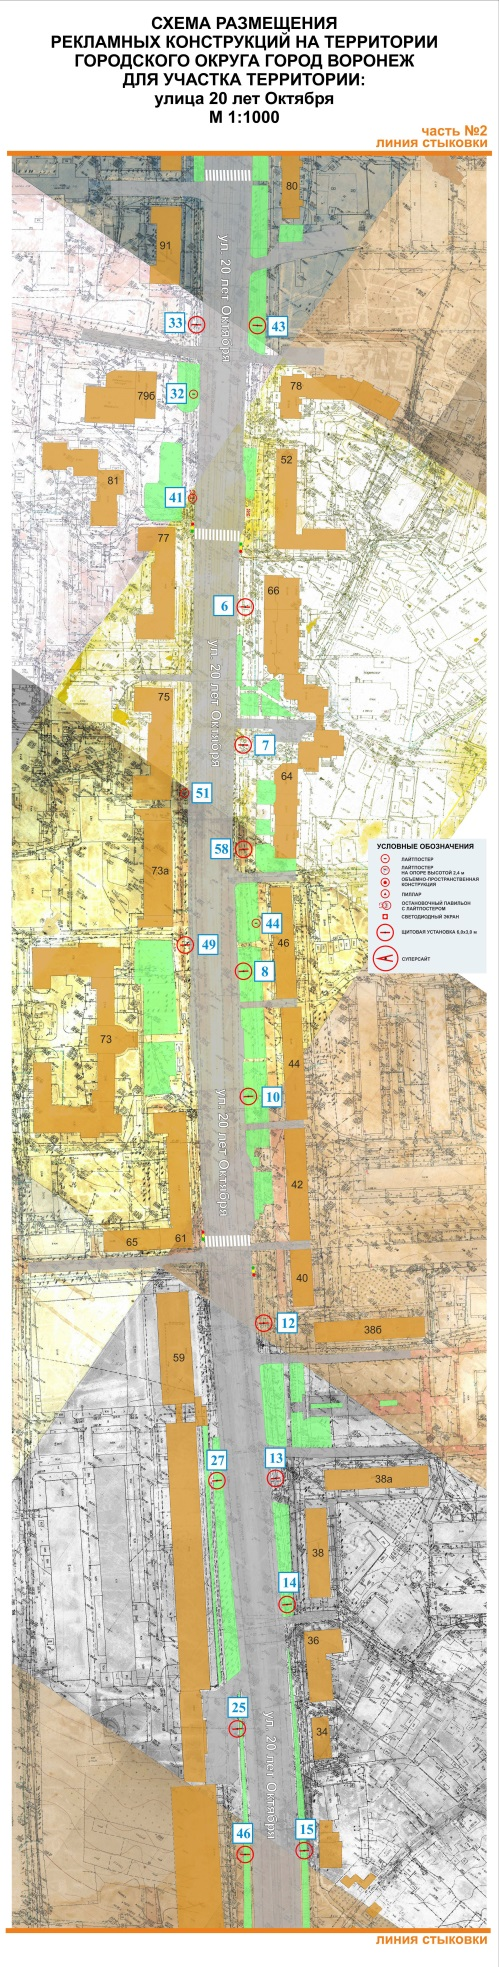 СХЕМА РАЗМЕЩЕНИЯ
РЕКЛАМНЫХ КОНСТРУКЦИЙ НА ТЕРРИТОРИИ
ГОРОДСКОГО ОКРУГА ГОРОД ВОРОНЕЖ
ДЛЯ УЧАСТКА ТЕРРИТОРИИ:
улица 20 лет Октября
М 1:1000
часть №2
ЛИНИЯ СТЫКОВКИ
80
91
ул. 20 лет Октября
33
43
78
79б
32
52
81
41
77
66
6
ул. 20 лет Октября
75
7
64
51
58
УСЛОВНЫЕ ОБОЗНАЧЕНИЯ
ЛАЙТПОСТЕР
ЛАЙТПОСТЕР
НА ОПОРЕ ВЫСОТОЙ 2,4 м
ОБЪЕМНО-ПРОСТРАНСТВЕННАЯ
КОНСТРУКЦИЯ
ПИЛЛАР
ОСТАНОВОЧНЫЙ ПАВИЛЬОН
С ЛАЙТПОСТЕРОМ
СВЕТОДИОДНЫЙ ЭКРАН
ЩИТОВАЯ УСТАНОВКА 6,0х3,0 м
СУПЕРСАЙТ
73а
44
46
49
8
73
44
10
ул. 20 лет Октября
42
65
61
40
12
38б
59
27
13
38а
38
14
36
25
34
ул. 20 лет Октября
46
15
ЛИНИЯ СТЫКОВКИ